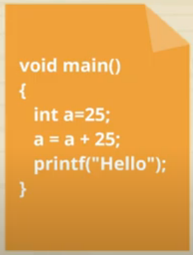 void main()
{
int a=25;
a = a + 25;
printf("Hello");
}